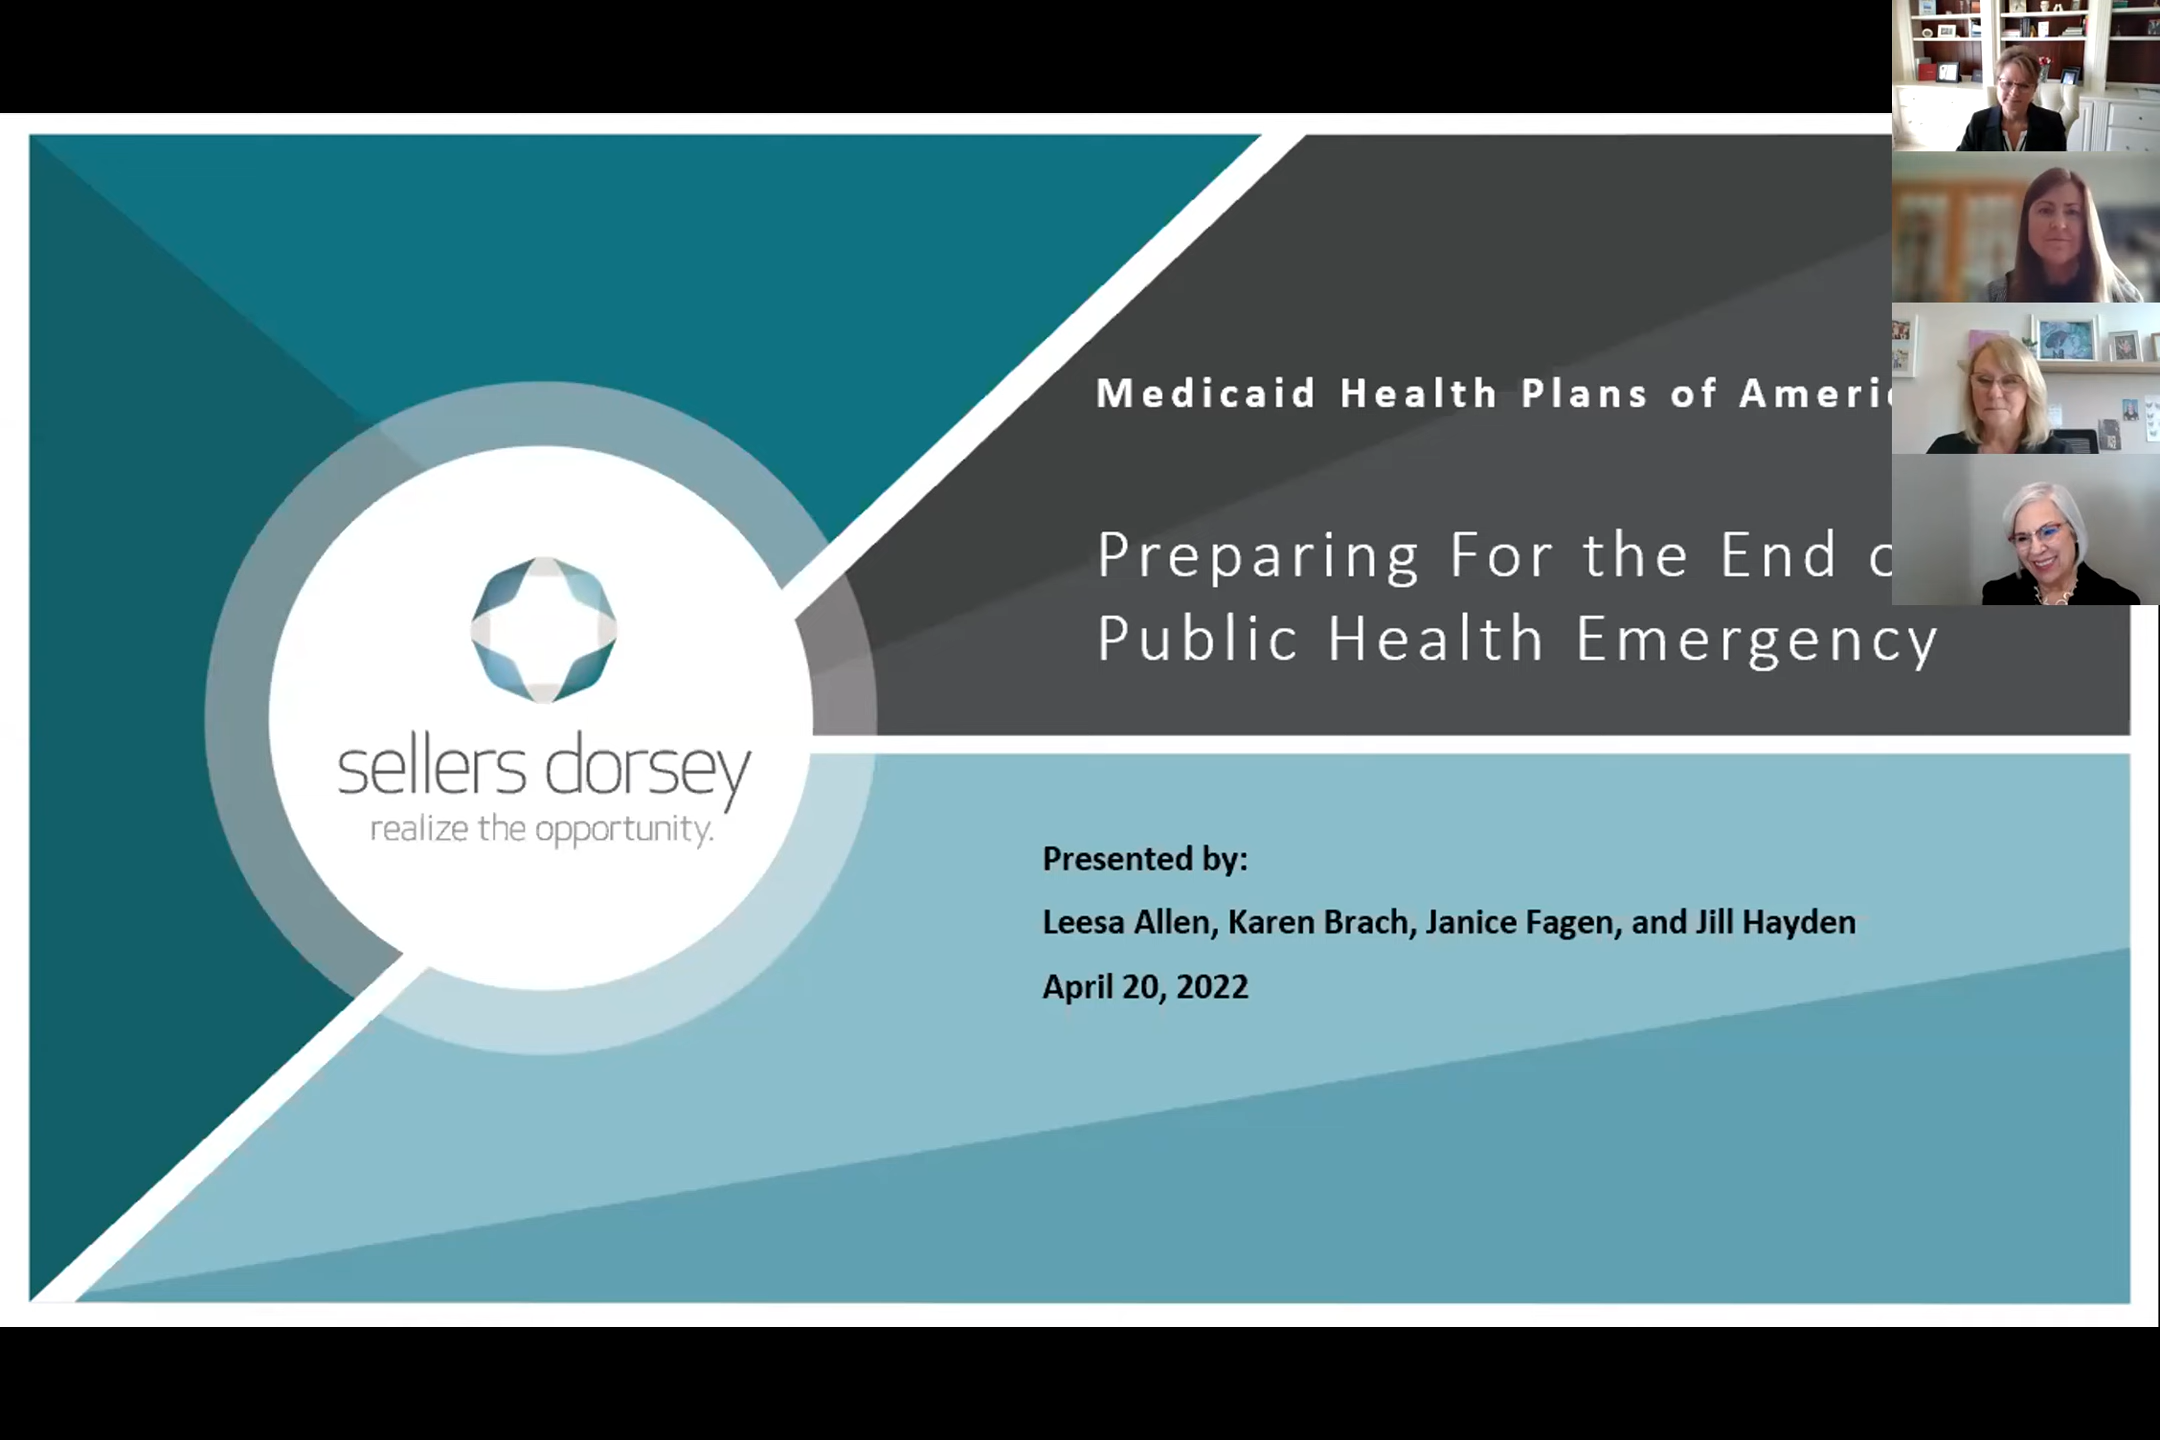 Medicaid Health Plans of Ameri
Preparing For the End
Public Health Emergency
sellers dorsey
realize the opportunity.
Presented by:
Leesa Allen, Karen Brach, Janice Fagen, and Jill Hayden
April 20, 2022